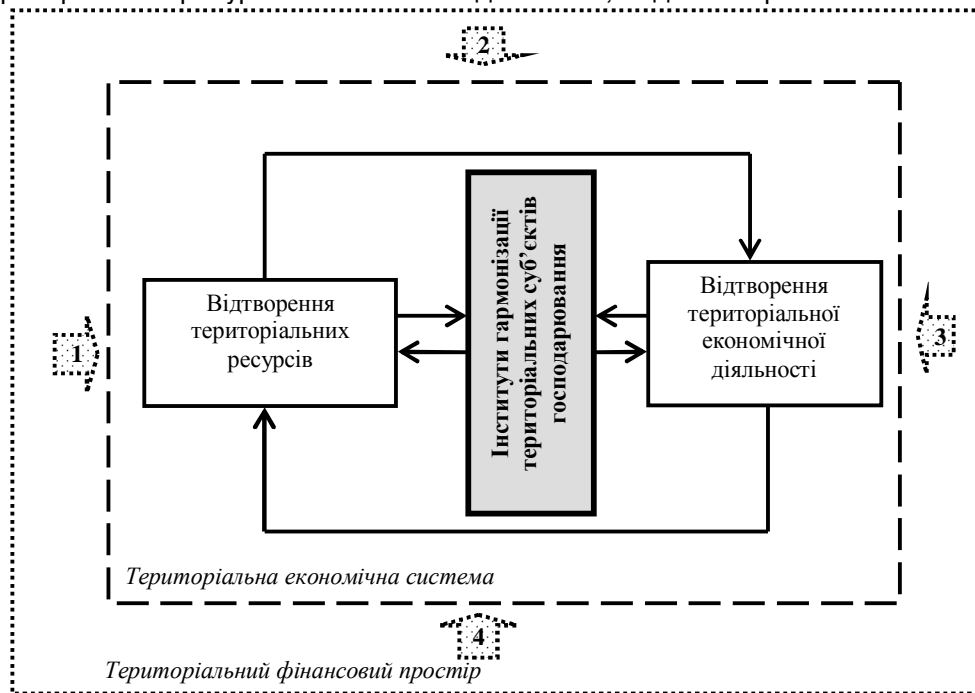 2
Відтворення
територіальних
ресурсів
Інститути гармонізації
територіальних суб’єктів
господарювання
Відтворення
територіальної
економічної
діяльності
1
3
Територіальна економічна система
4
Територіальний фінансовий простір